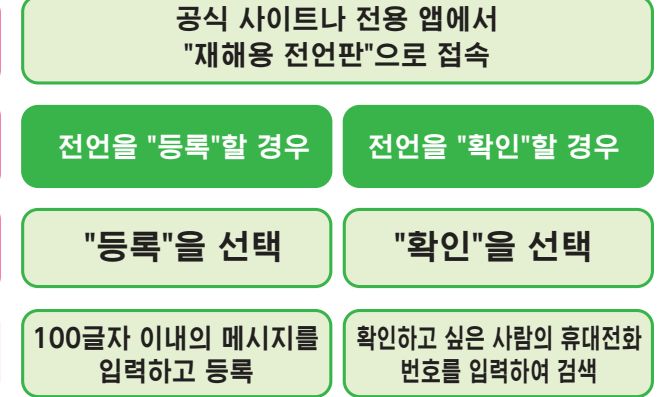 공식 사이트나 전용 앱에서
"재해용 전언판"으로 접속
전언을 "등록"할 경우
전언을 "확인"할 경우
"등록"을 선택
"확인"을 선택
100글자 이내의 메시지를
입력하고 등록
확인하고 싶은 사람의 휴대전화
번호를 입력하여 검색